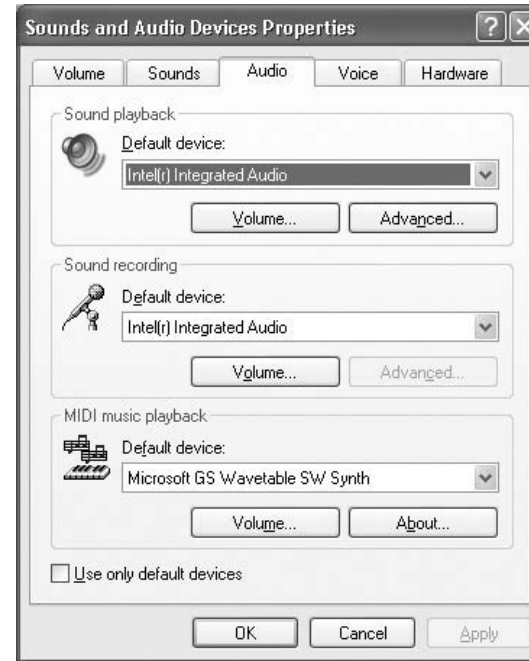 Sounds and Audio Devices Properties
Volume
Sounds
Audio
Voice
Hardware
Sound playback
Default device:
Intel(r) Integrated Audio
Volume...
Advanced...
Sound recording
Default device:
Intel(r) Integrated Audio
Volume...
Advanced...
MIDI music playback
Default device:
Microsoft GS Wavetable SW Synth
Volume...
About...
Use only default devices
OK
Cancel
Apply